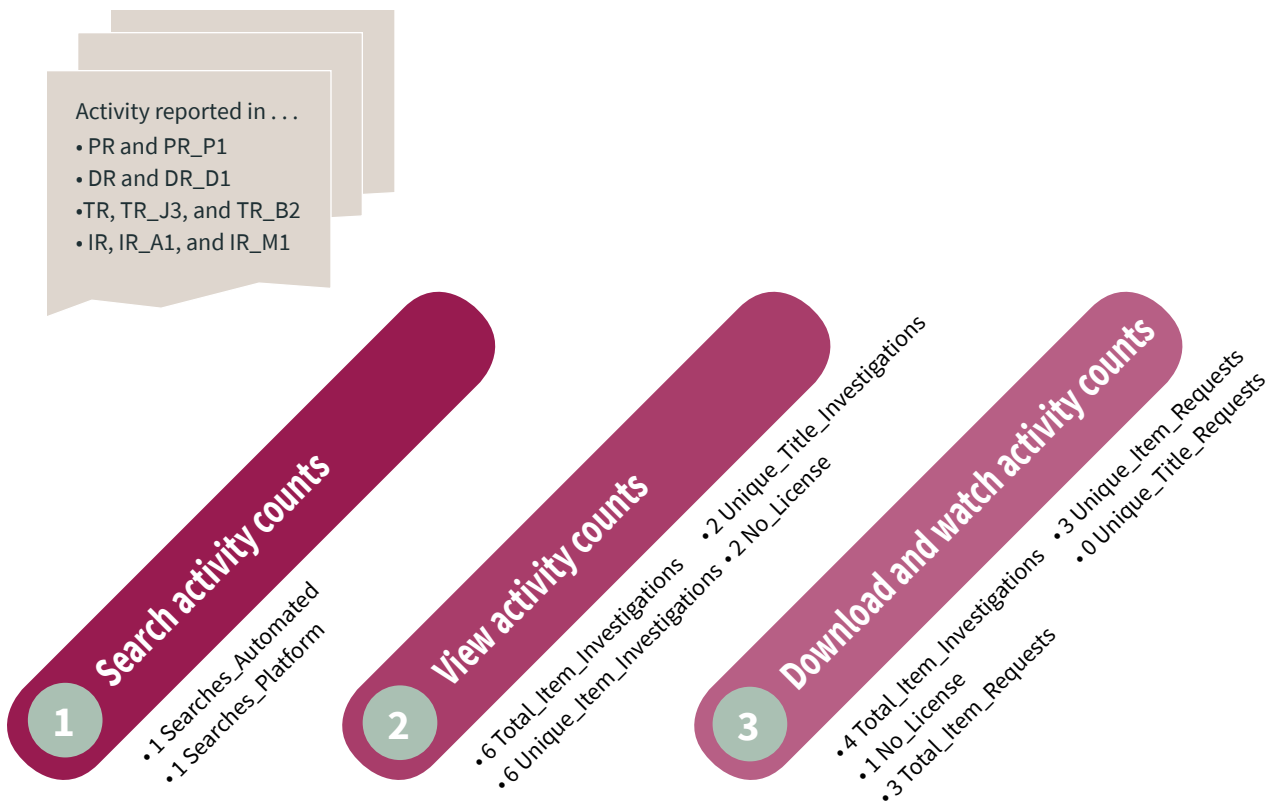 Activity reported in . . .
• PR and PR_P1
• DR and DR_D1
•TR, TR_J3, and TR_B2
• IR, IR_A1, and IR_M1
1
Search activity counts
• 1 Searches_Automated
• 1 Searches_Platform
2
View activity counts
• 6 Total_Item_Investigations
• 6 Unique_Item_Investigations
• 2 Unique_Title_Investigations
• 2 No_License
3
Download and watch activity counts
• 4 Total_Item_Investigations
• 1 No_License
• 3 Total_Item_Requests
• 3 Unique_Item_Requests
• 0 Unique_Title_Requests